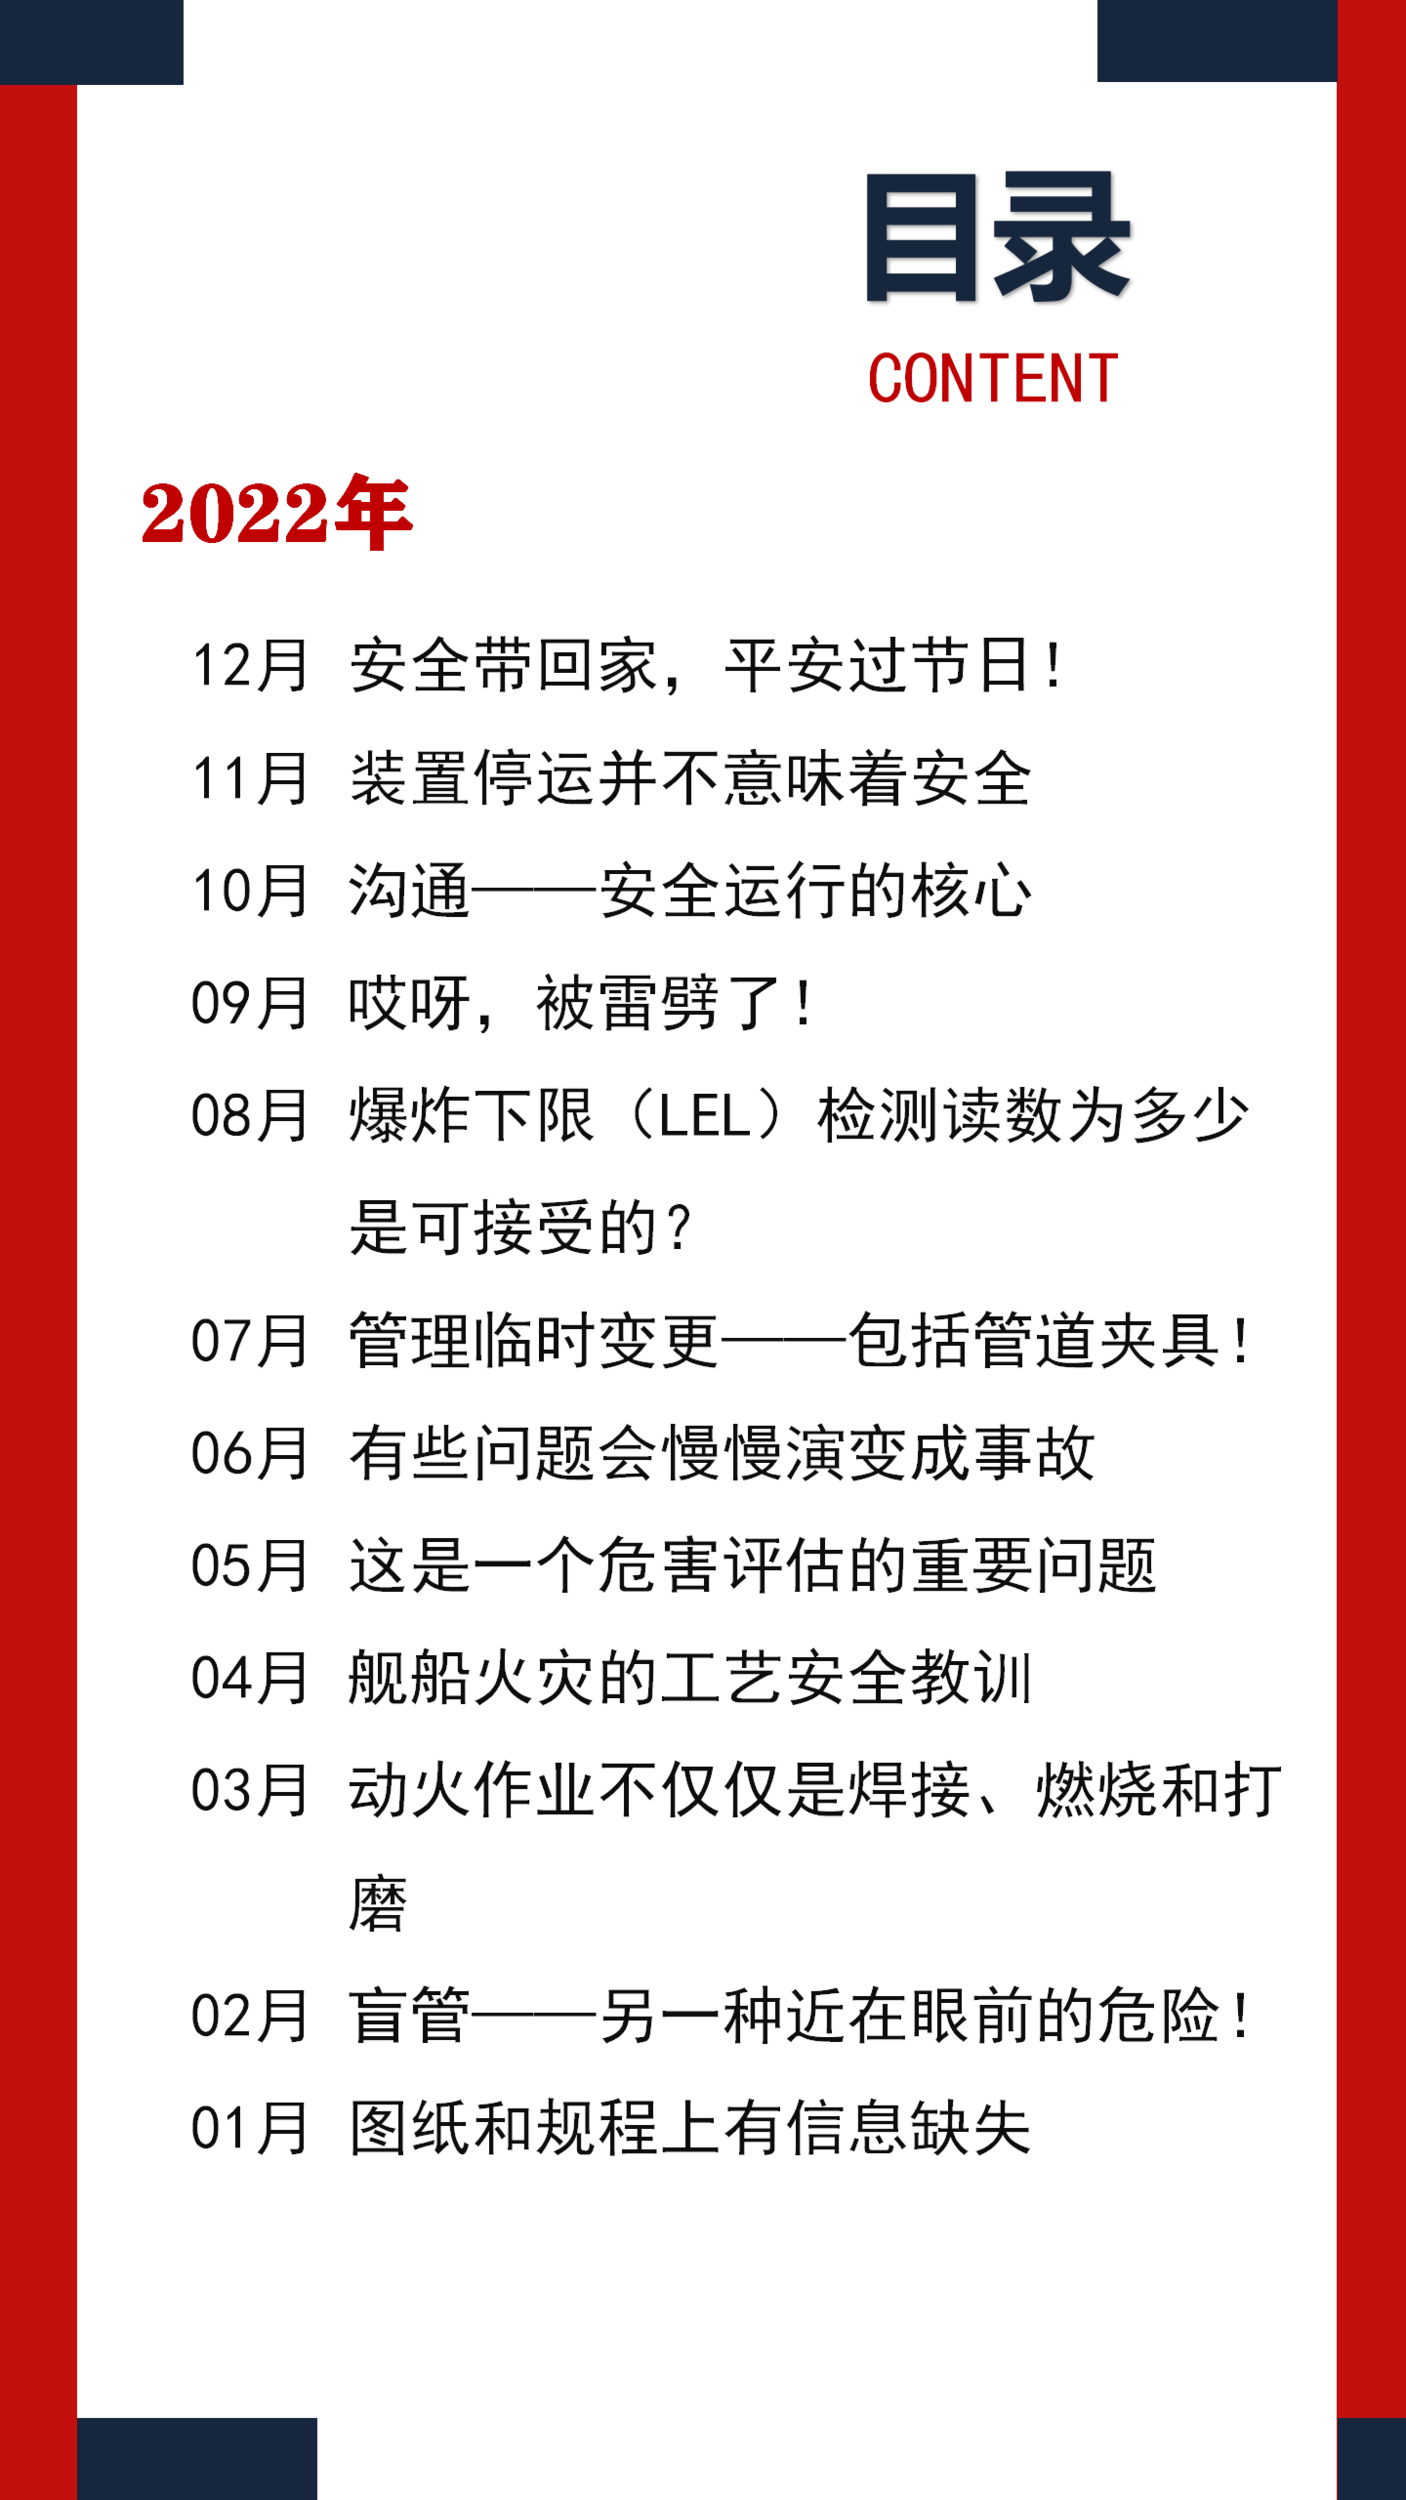 目录
CONTENT
2022年
12月 安全带回家，平安过节日！
11月 装置停运并不意味着安全
10月 沟通——安全运行的核心
09月 哎呀，被雷劈了！
08月 爆炸下限（LEL）检测读数为多少
是可接受的？
07月 管理临时变更——包括管道夹具！
06月 有些问题会慢慢演变成事故
05月 这是一个危害评估的重要问题
04月 舰船火灾的工艺安全教训
03月 动火作业不仅仅是焊接、燃烧和打
磨
02月 盲管——另一种近在眼前的危险！
01月 图纸和规程上有信息缺失